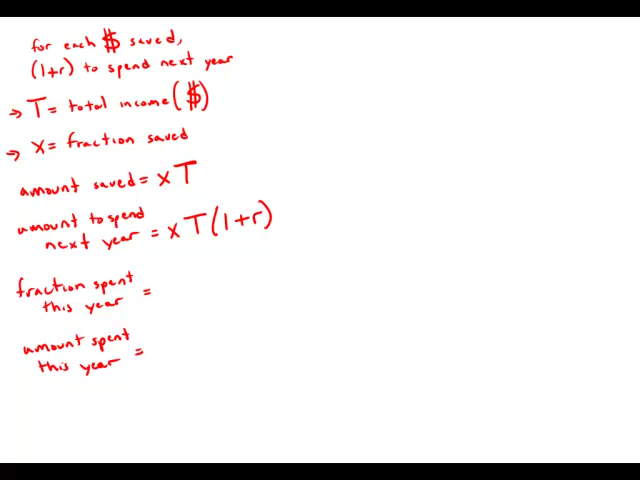 for each $ saved,
(1+r) to spend next year
→ T = total income ($)
→ x = fraction saved
amount saved = x T
amount to spend
next year = x T (1+r)
fraction spent
this year =
amount spent
this year =